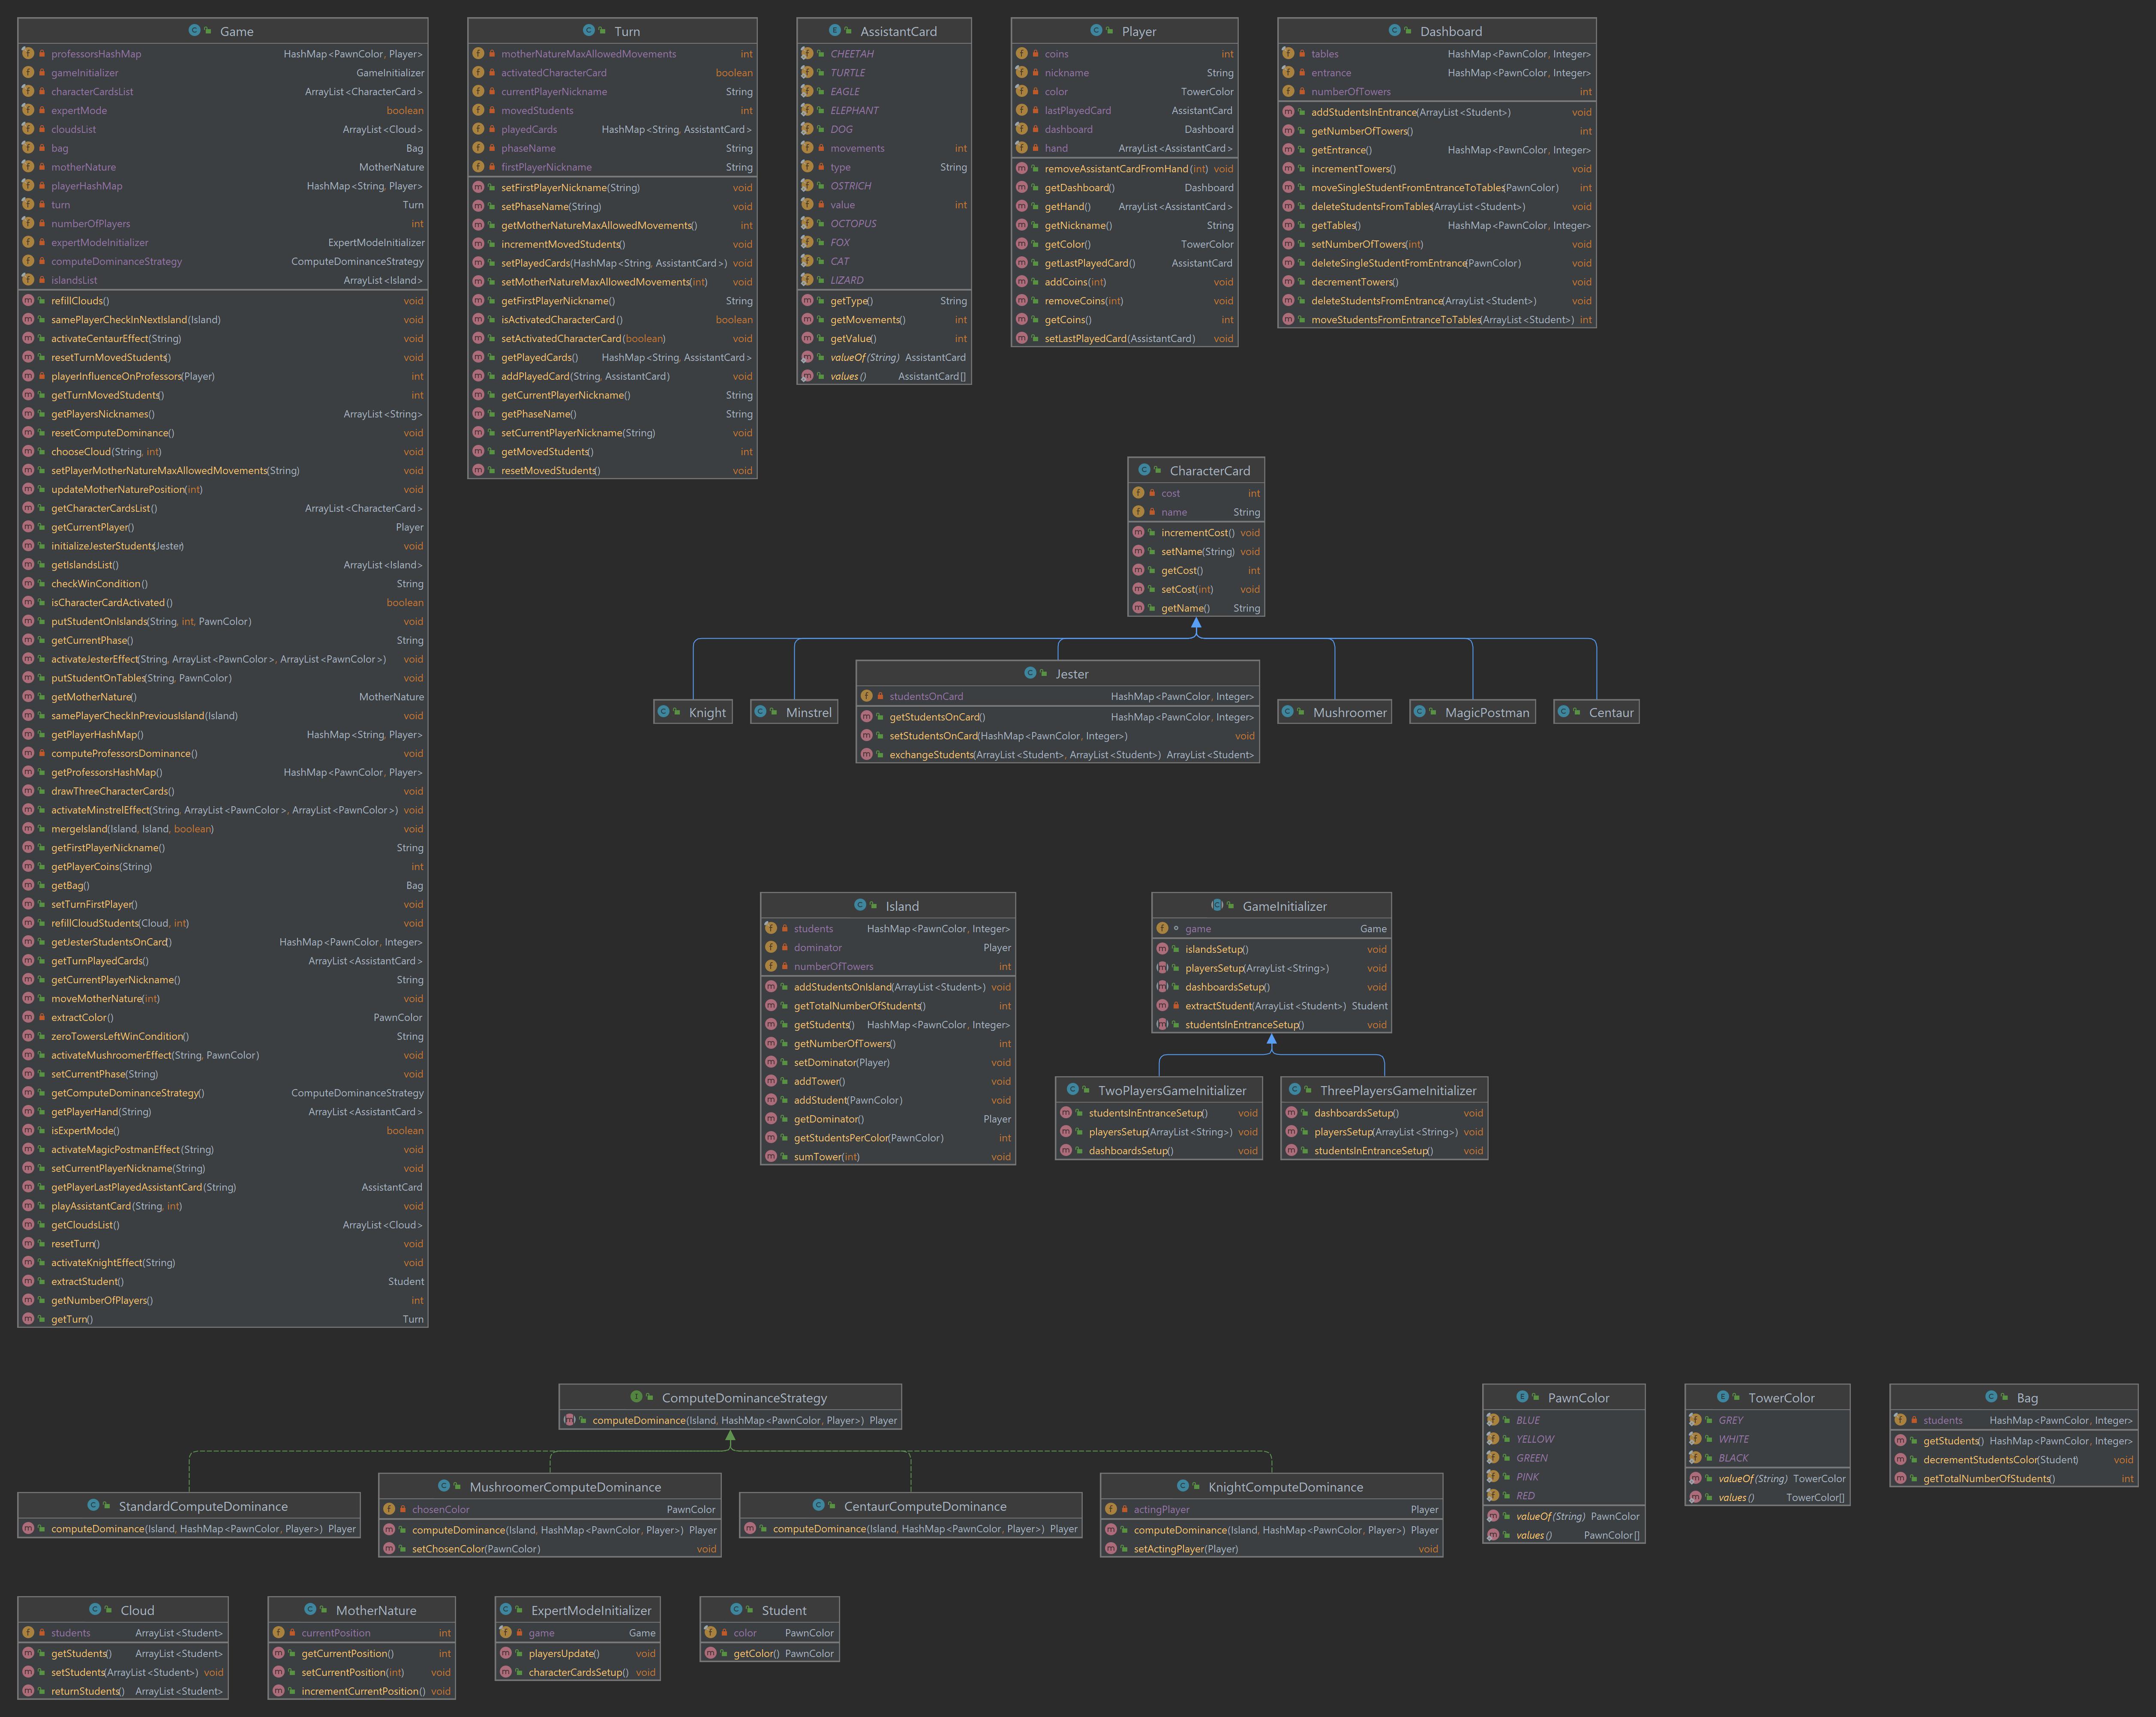 Game
professorsHashMap HashMap<PawnColor, Player>
gameInitializer GameInitializer
characterCardsList ArrayList<CharacterCard>
expertMode boolean
cloudsList ArrayList<Cloud>
bag Bag
motherNature MotherNature
playerHashMap HashMap<String, Player>
turn Turn
numberOfPlayers int
expertModeInitializer ExpertModeInitializer
computeDominanceStrategy ComputeDominanceStrategy
islandsList ArrayList<Island>
refillClouds() void
samePlayerCheckInNextIsland(Island) void
activateCentaurEffect(String) void
resetTurnMovedStudents() void
playerInfluenceOnProfessors(Player) int
getTurnMovedStudents() int
getPlayersNicknames() ArrayList<String>
resetComputeDominance() void
chooseCloud(String, int) void
setPlayerMotherNatureMaxAllowedMovements(String) void
updateMotherNaturePosition(int) void
getCharacterCardsList() ArrayList<CharacterCard>
getCurrentPlayer() Player
initializeJesterStudents(Jester) void
getIslandsList() ArrayList<Island>
checkWinCondition() String
isCharacterCardActivated() boolean
putStudentOnIslands(String, int, PawnColor) void
getCurrentPhase() String
activateJesterEffect(String, ArrayList<PawnColor>, ArrayList<PawnColor>) void
putStudentOnTables(String, PawnColor) void
getMotherNature() MotherNature
samePlayerCheckInPreviousIsland(Island) void
getPlayerHashMap() HashMap<String, Player>
computeProfessorsDominance() void
getProfessorsHashMap() HashMap<PawnColor, Player>
drawThreeCharacterCards() void
activateMinstrelEffect(String, ArrayList<PawnColor>, ArrayList<PawnColor>) void
mergeIsland(Island, Island, boolean) void
getFirstPlayerNickname() String
getPlayerCoins(String) int
getBag() Bag
setTurnFirstPlayer() void
refillCloudStudents(Cloud, int) void
getJesterStudentsOnCard() HashMap<PawnColor, Integer>
getTurnPlayedCards() ArrayList<AssistantCard>
getCurrentPlayerNickname() String
moveMotherNature(int) void
extractColor() PawnColor
zeroTowersLeftWinCondition() String
activateMushroomerEffect(String, PawnColor) void
setCurrentPhase(String) void
getComputeDominanceStrategy() ComputeDominanceStrategy
getPlayerHand(String) ArrayList<AssistantCard>
isExpertMode() boolean
activateMagicPostmanEffect(String) void
setCurrentPlayerNickname(String) void
getPlayerLastPlayedAssistantCard(String) AssistantCard
playAssistantCard(String, int) void
getCloudsList() ArrayList<Cloud>
resetTurn() void
activateKnightEffect(String) void
extractStudent() Student
getNumberOfPlayers() int
getTurn() Turn
Turn
motherNatureMaxAllowedMovements int
activatedCharacterCard boolean
currentPlayerNickname String
movedStudents int
playedCards HashMap<String, AssistantCard>
phaseName String
firstPlayerNickname String
setFirstPlayerNickname(String) void
setPhaseName(String) void
getMotherNatureMaxAllowedMovements() int
incrementMovedStudents() void
setPlayedCards(HashMap<String, AssistantCard>) void
setMotherNatureMaxAllowedMovements(int) void
getFirstPlayerNickname() String
isActivatedCharacterCard() boolean
setActivatedCharacterCard(boolean) void
getPlayedCards() HashMap<String, AssistantCard>
addPlayedCard(String, AssistantCard) void
getCurrentPlayerNickname() String
getPhaseName() String
setCurrentPlayerNickname(String) void
getMovedStudents() int
resetMovedStudents() void
AssistantCard
CHEETAH
TURTLE
EAGLE
ELEPHANT
DOG
movements int
type String
OSTRICH
value int
OCTOPUS
FOX
CAT
LIZARD
getType() String
getMovements() int
getValue() int
valueOf(String) AssistantCard
values() AssistantCard[]
Player
coins int
nickname String
color TowerColor
lastPlayedCard AssistantCard
dashboard Dashboard
hand ArrayList<AssistantCard>
removeAssistantCardFromHand(int) void
getDashboard() Dashboard
getHand() ArrayList<AssistantCard>
getNickname() String
getColor() TowerColor
getLastPlayedCard() AssistantCard
addCoins(int) void
removeCoins(int) void
getCoins() int
setLastPlayedCard(AssistantCard) void
Dashboard
tables HashMap<PawnColor, Integer>
entrance HashMap<PawnColor, Integer>
numberOfTowers int
addStudentsInEntrance(ArrayList<Student>) void
getNumberOfTowers() int
getEntrance() HashMap<PawnColor, Integer>
incrementTowers() void
moveSingleStudentFromEntranceToTables(PawnColor) int
deleteStudentsFromTables(ArrayList<Student>) void
getTables() HashMap<PawnColor, Integer>
setNumberOfTowers(int) void
deleteSingleStudentFromEntrance(PawnColor) void
decrementTowers() void
deleteStudentsFromEntrance(ArrayList<Student>) void
moveStudentsFromEntranceToTables(ArrayList<Student>) int
CharacterCard
cost int
name String
incrementCost() void
setName(String) void
getCost() int
setCost(int) void
getName() String
Knight
Minstrel
Jester
studentsOnCard HashMap<PawnColor, Integer>
getStudentsOnCard() HashMap<PawnColor, Integer>
setStudentsOnCard(HashMap<PawnColor, Integer>) void
exchangeStudents(ArrayList<Student>, ArrayList<Student>) ArrayList<Student>
Mushroomer
MagicPostman
Centaur
Island
students HashMap<PawnColor, Integer>
dominator Player
numberOfTowers int
addStudentsOnIsland(ArrayList<Student>) void
getTotalNumberOfStudents() int
getStudents() HashMap<PawnColor, Integer>
getNumberOfTowers() int
setDominator(Player) void
addTower() void
addStudent(PawnColor) void
getDominator() Player
getStudentsPerColor(PawnColor) int
sumTower(int) void
GameInitializer
game Game
islandsSetup() void
playersSetup(ArrayList<String>) void
dashboardsSetup() void
extractStudent(ArrayList<Student>) Student
studentsInEntranceSetup() void
TwoPlayersGameInitializer
studentsInEntranceSetup() void
playersSetup(ArrayList<String>) void
dashboardsSetup() void
ThreePlayersGameInitializer
dashboardsSetup() void
playersSetup(ArrayList<String>) void
studentsInEntranceSetup() void
ComputeDominanceStrategy
computeDominance(Island, HashMap<PawnColor, Player>) Player
StandardComputeDominance
computeDominance(Island, HashMap<PawnColor, Player>) Player
MushroomerComputeDominance
chosenColor PawnColor
computeDominance(Island, HashMap<PawnColor, Player>) Player
setChosenColor(PawnColor) void
CentaurComputeDominance
computeDominance(Island, HashMap<PawnColor, Player>) Player
KnightComputeDominance
actingPlayer Player
computeDominance(Island, HashMap<PawnColor, Player>) Player
setActingPlayer(Player) void
PawnColor
BLUE
YELLOW
GREEN
PINK
RED
valueOf(String) PawnColor
values() PawnColor[]
TowerColor
GREY
WHITE
BLACK
valueOf(String) TowerColor
values() TowerColor[]
Bag
students HashMap<PawnColor, Integer>
getStudents() HashMap<PawnColor, Integer>
decrementStudentsColor(Student) void
getTotalNumberOfStudents() int
Cloud
students ArrayList<Student>
getStudents() ArrayList<Student>
setStudents(ArrayList<Student>) void
returnStudents() ArrayList<Student>
MotherNature
currentPosition int
getCurrentPosition() int
setCurrentPosition(int) void
incrementCurrentPosition() void
ExpertModeInitializer
game Game
playersUpdate() void
characterCardsSetup() void
Student
color PawnColor
getColor() PawnColor